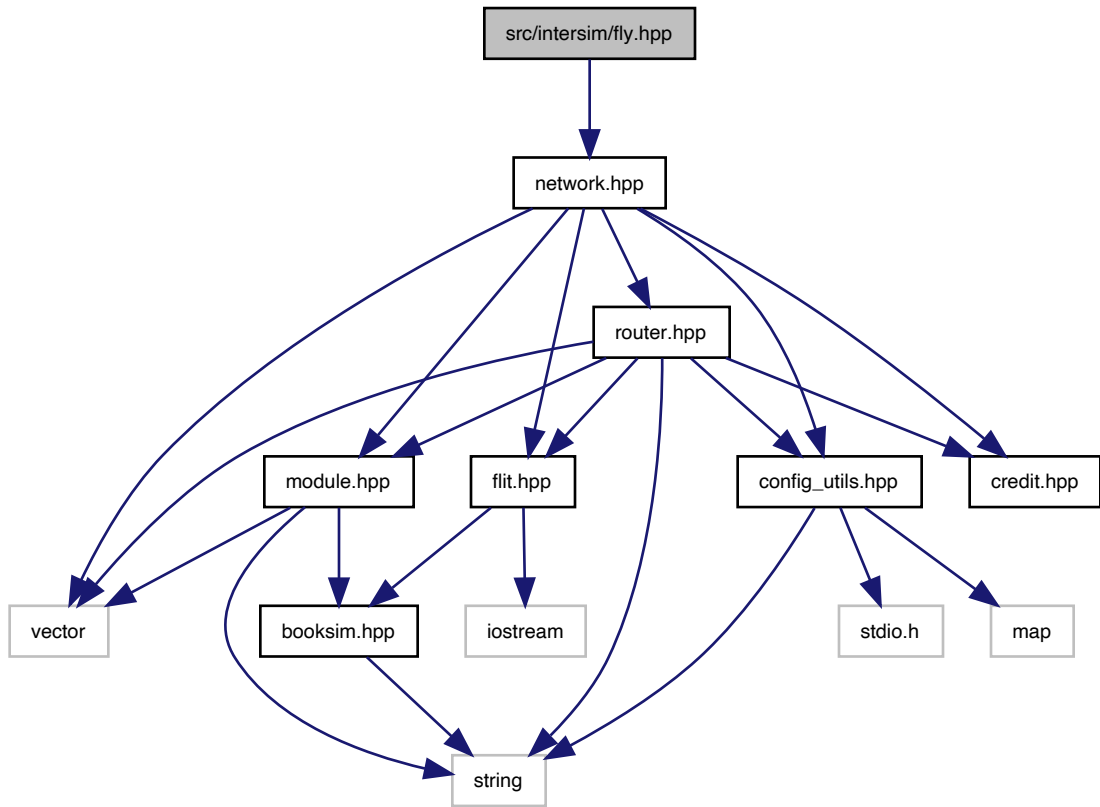 src/intersim/fly.hpp
network.hpp
router.hpp
module.hpp
flit.hpp
config_utils.hpp
credit.hpp
vector
booksim.hpp
iostream
stdio.h
map
string